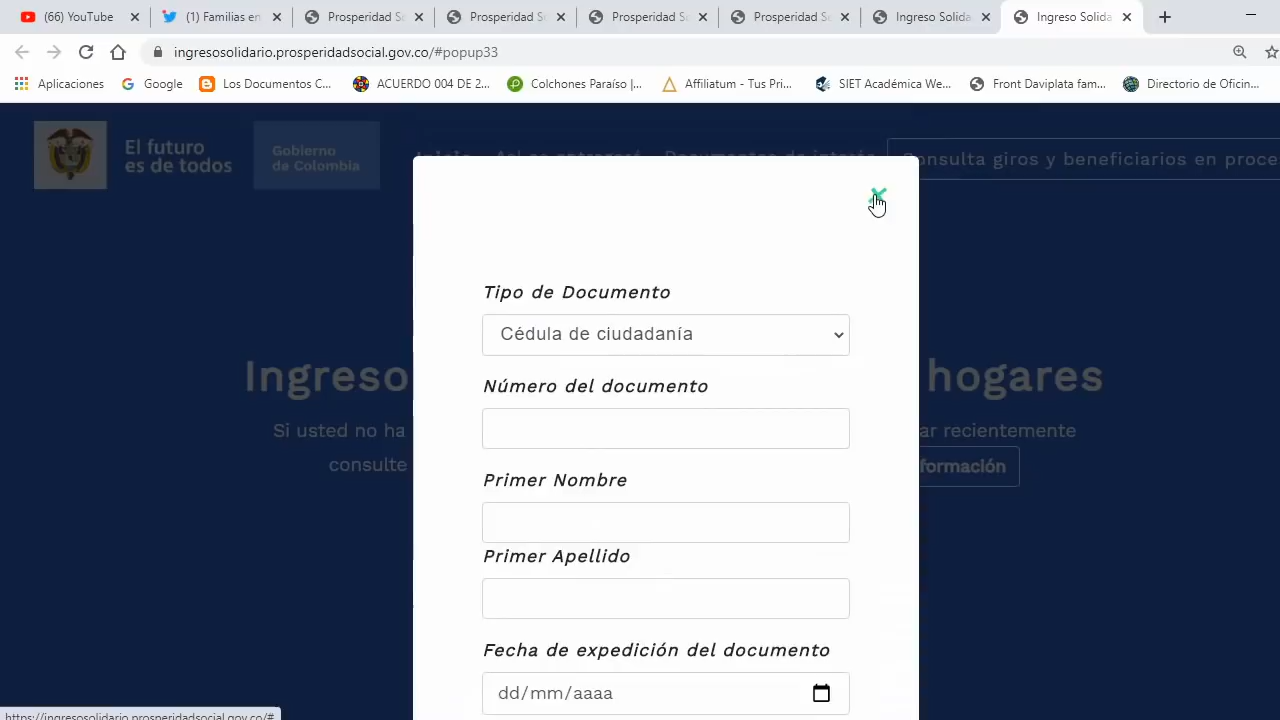 (66) YouTube
(1) Familias en
Prosperidad So
Prosperidad So
Prosperidad So
Prosperidad So
Ingreso Solida
Ingreso Solida
ingresosolidario.prosperidadsocial.gov.co/#popup33
Aplicaciones
Google
Los Documentos C...
ACUERDO 004 DE 2...
Colchones Paraíso |...
Affiliatum - Tus Pri...
SIET Académica We...
Front Daviplata fam...
Directorio de Oficin...
El futuro
es de todos
Gobierno
de Colombia
Consulta giros y beneficiarios en proce
Tipo de Documento
Cédula de ciudadanía
Número del documento
Primer Nombre
Primer Apellido
Fecha de expedición del documento
dd/mm/aaaa
Ingreso
hogares
Si usted no ha
ar recientemente
consulte
formación
https://ingresosolidario.prosperidadsocial.gov.co/#